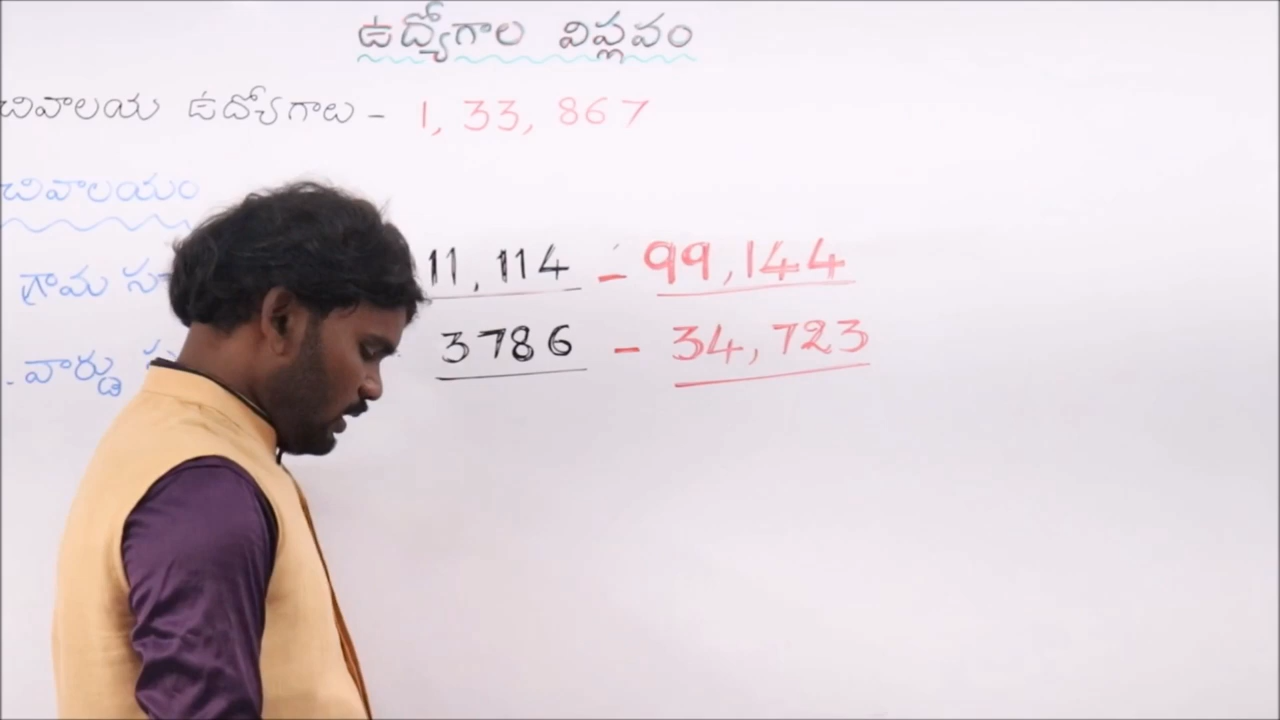 ఉద్యోగాల విప్లవం
చివాలయ ఉద్యోగాలు - 1, 33, 867
చివాలయం
గ్రామ 11, 114 - 99, 144
వార్డు 3786 - 34, 723